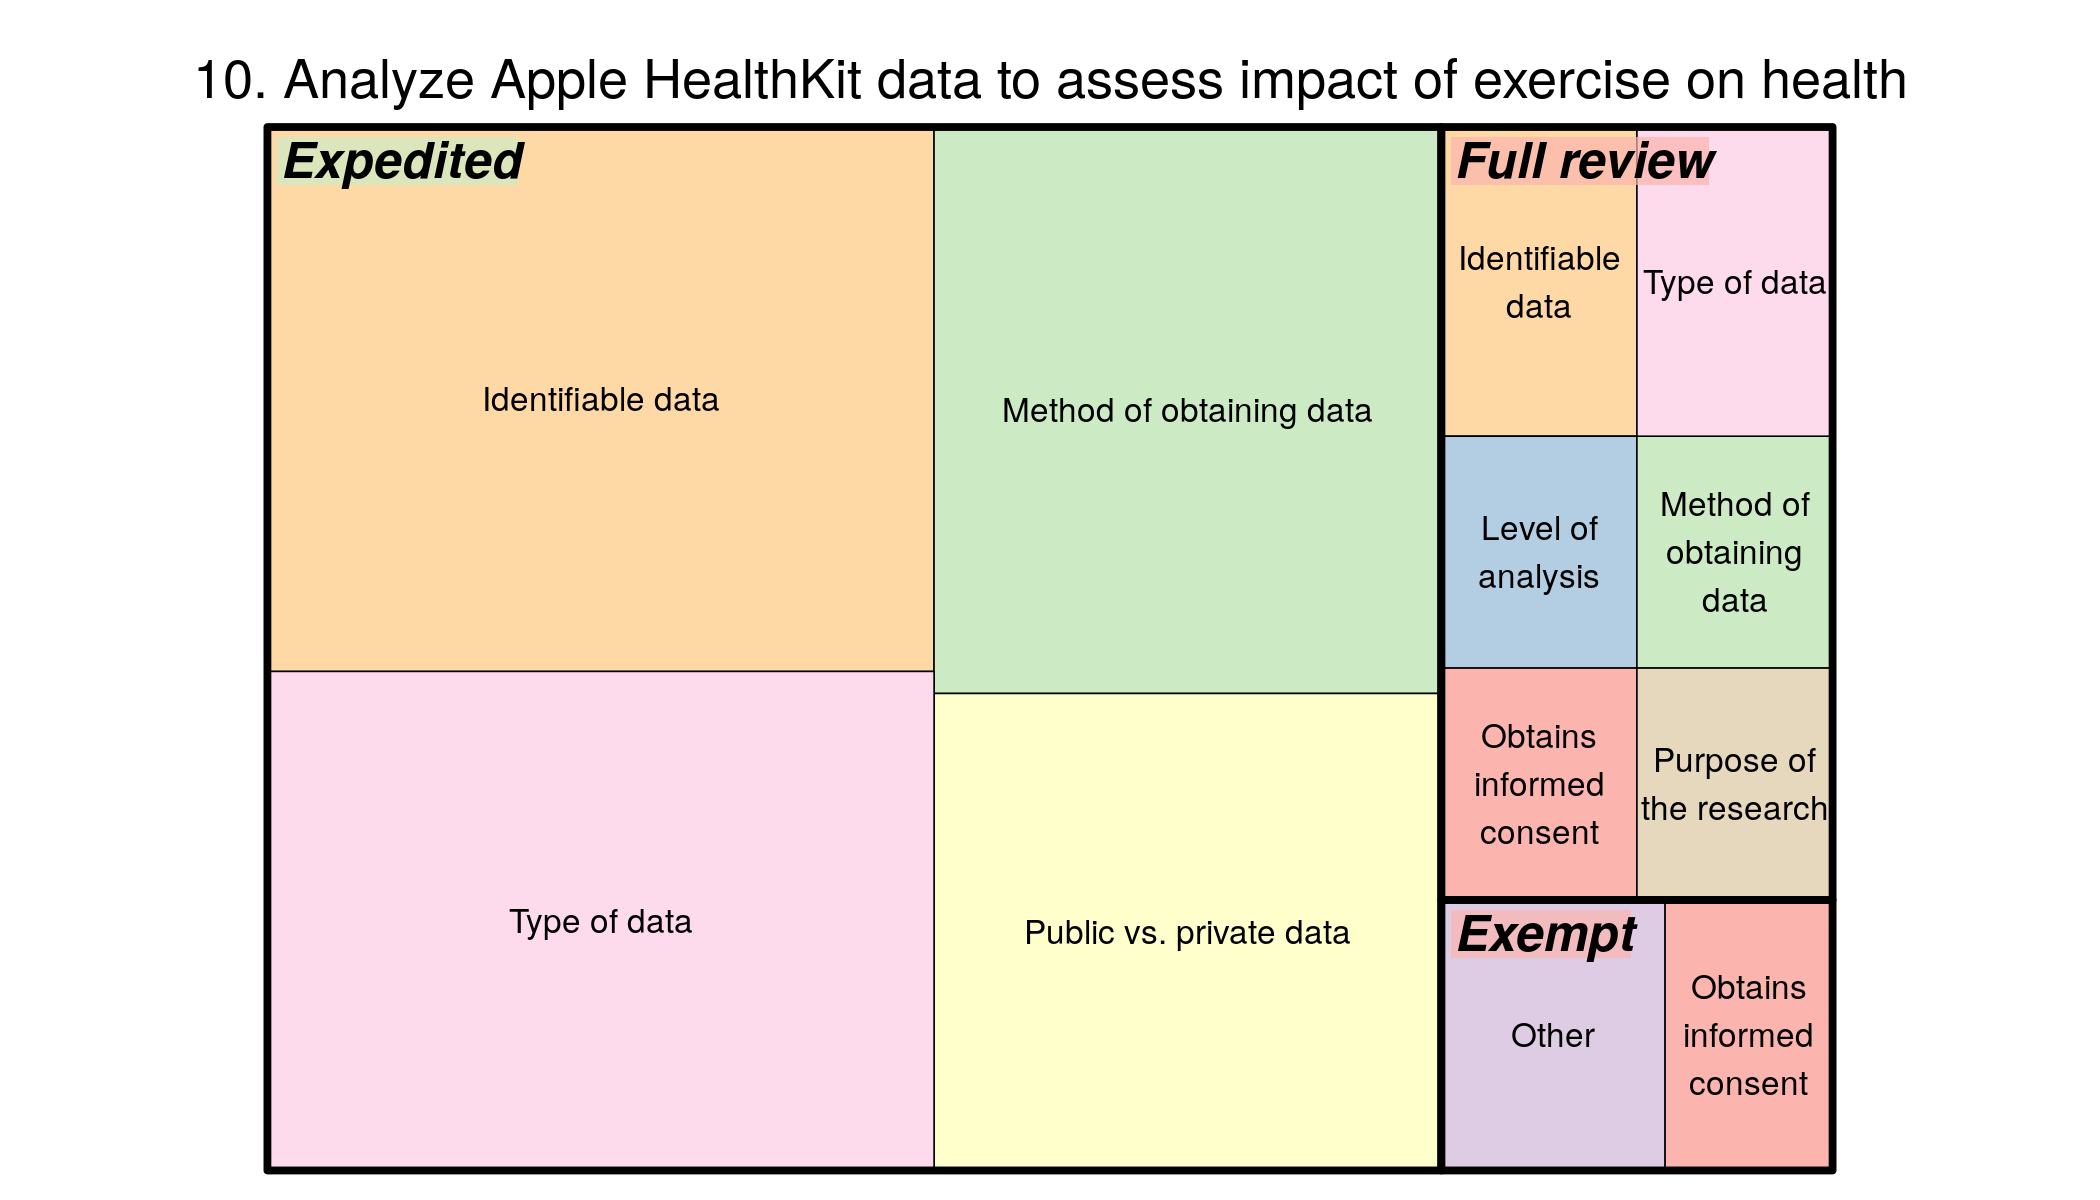 10. Analyze Apple HealthKit data to assess impact of exercise on health
Expedited
Identifiable data
Method of obtaining data
Type of data
Public vs. private data
Full review
Identifiable
data
Type of data
Level of
analysis
Method of
obtaining
data
Obtains
informed
consent
Purpose of
the research
Exempt
Other
Obtains
informed
consent